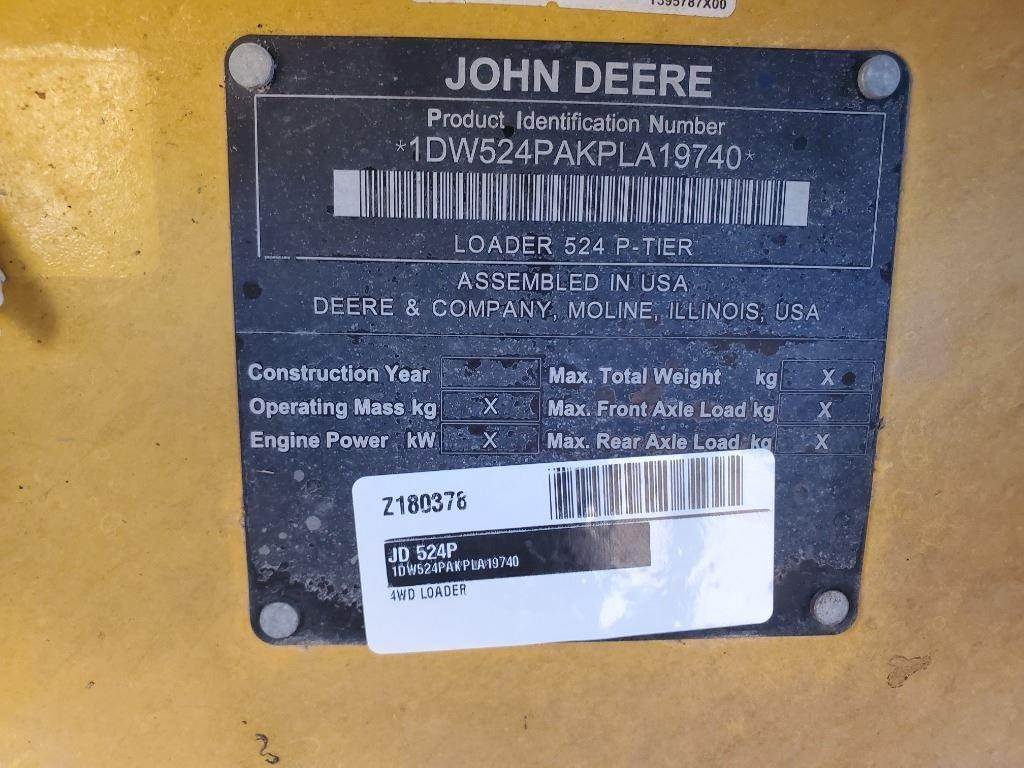 1395787X00
JOHN DEERE
Product Identification Number
*1DW524PAKPLA19740*
LOADER 524 P-TIER
ASSEMBLED IN USA
DEERE & COMPANY, MOLINE, ILLINOIS, USA
Construction Year Max. Total Weight kg X
Operating Mass kg X Max. Front Axle Load kg X
Engine Power kW X Max. Rear Axle Load kg X
Z180378
JD 524P
1DW524PAKPLA19740
4WD LOADER